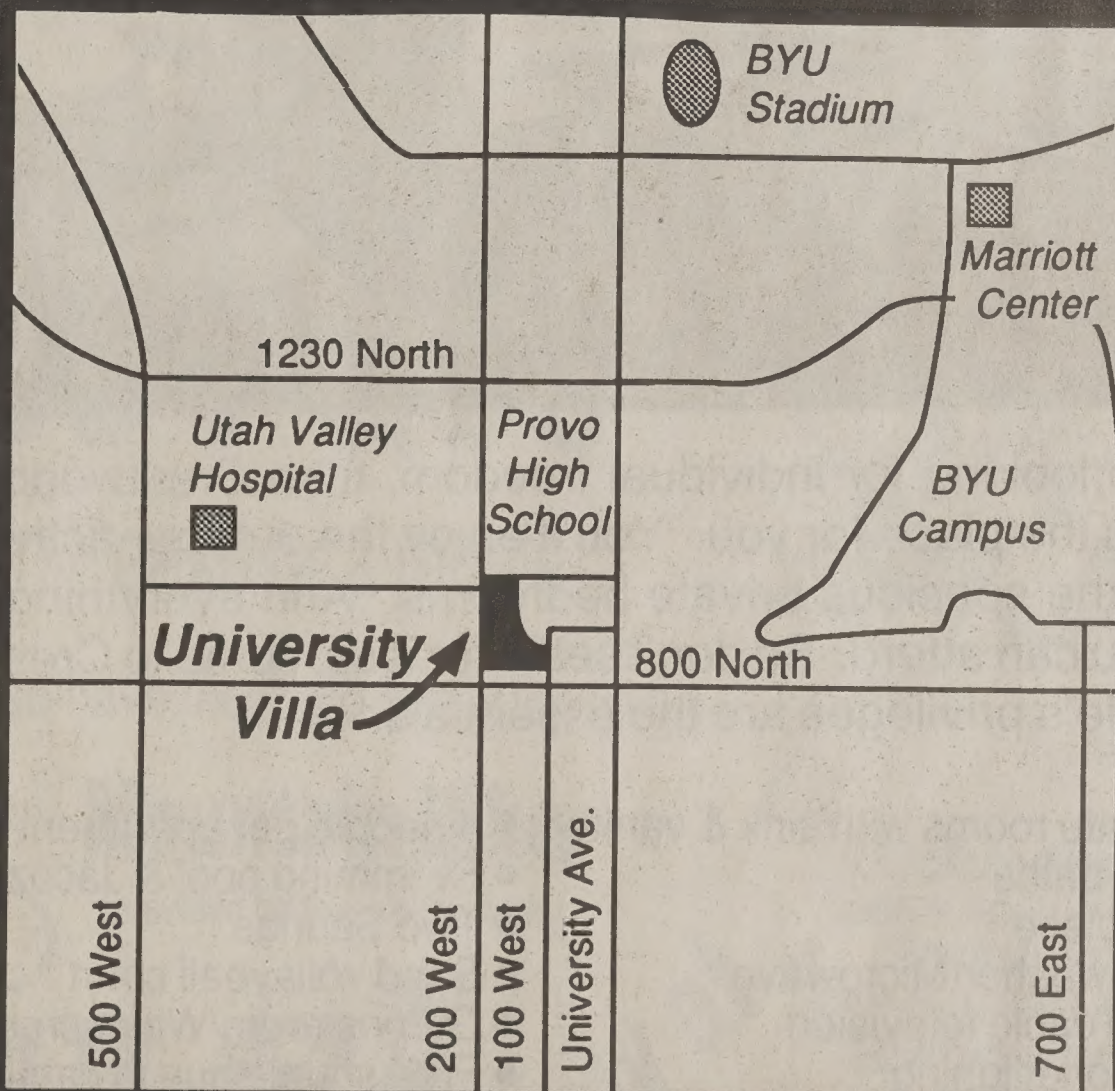 BYU
Stadium
Marriott
Center
1230 North
Utah Valley
Hospital
Provo
High
School
BYU
Campus
University
Villa
800 North
500 West
200 West
100 West
University Ave.
700 East